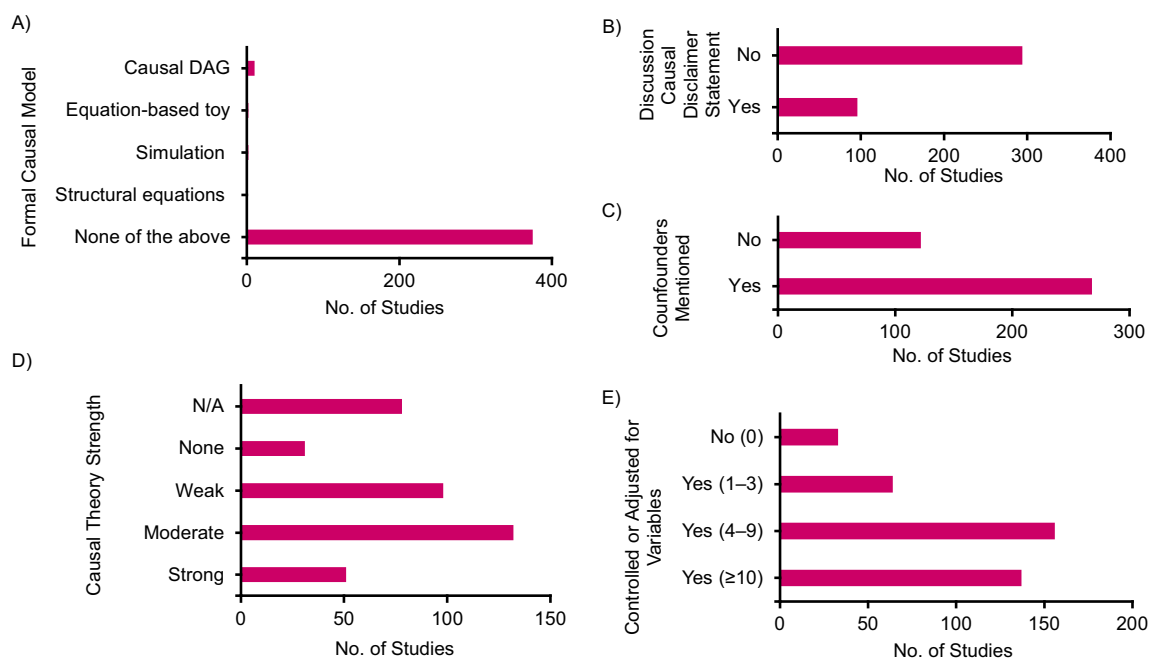 A)
Formal Causal Model
Causal DAG
Equation-based toy
Simulation
Structural equations
None of the above
0 200 400
No. of Studies
B)
Discussion
Causal
Disclaimer
Statement
No
Yes
0 100 200 300 400
No. of Studies
C)
Counfounders
Mentioned
No
Yes
0 100 200 300
No. of Studies
D)
Causal Theory Strength
N/A
None
Weak
Moderate
Strong
0 50 100 150
No. of Studies
E)
Controlled or Adjusted for
Variables
No (0)
Yes (1–3)
Yes (4–9)
Yes (≥10)
0 50 100 150 200
No. of Studies